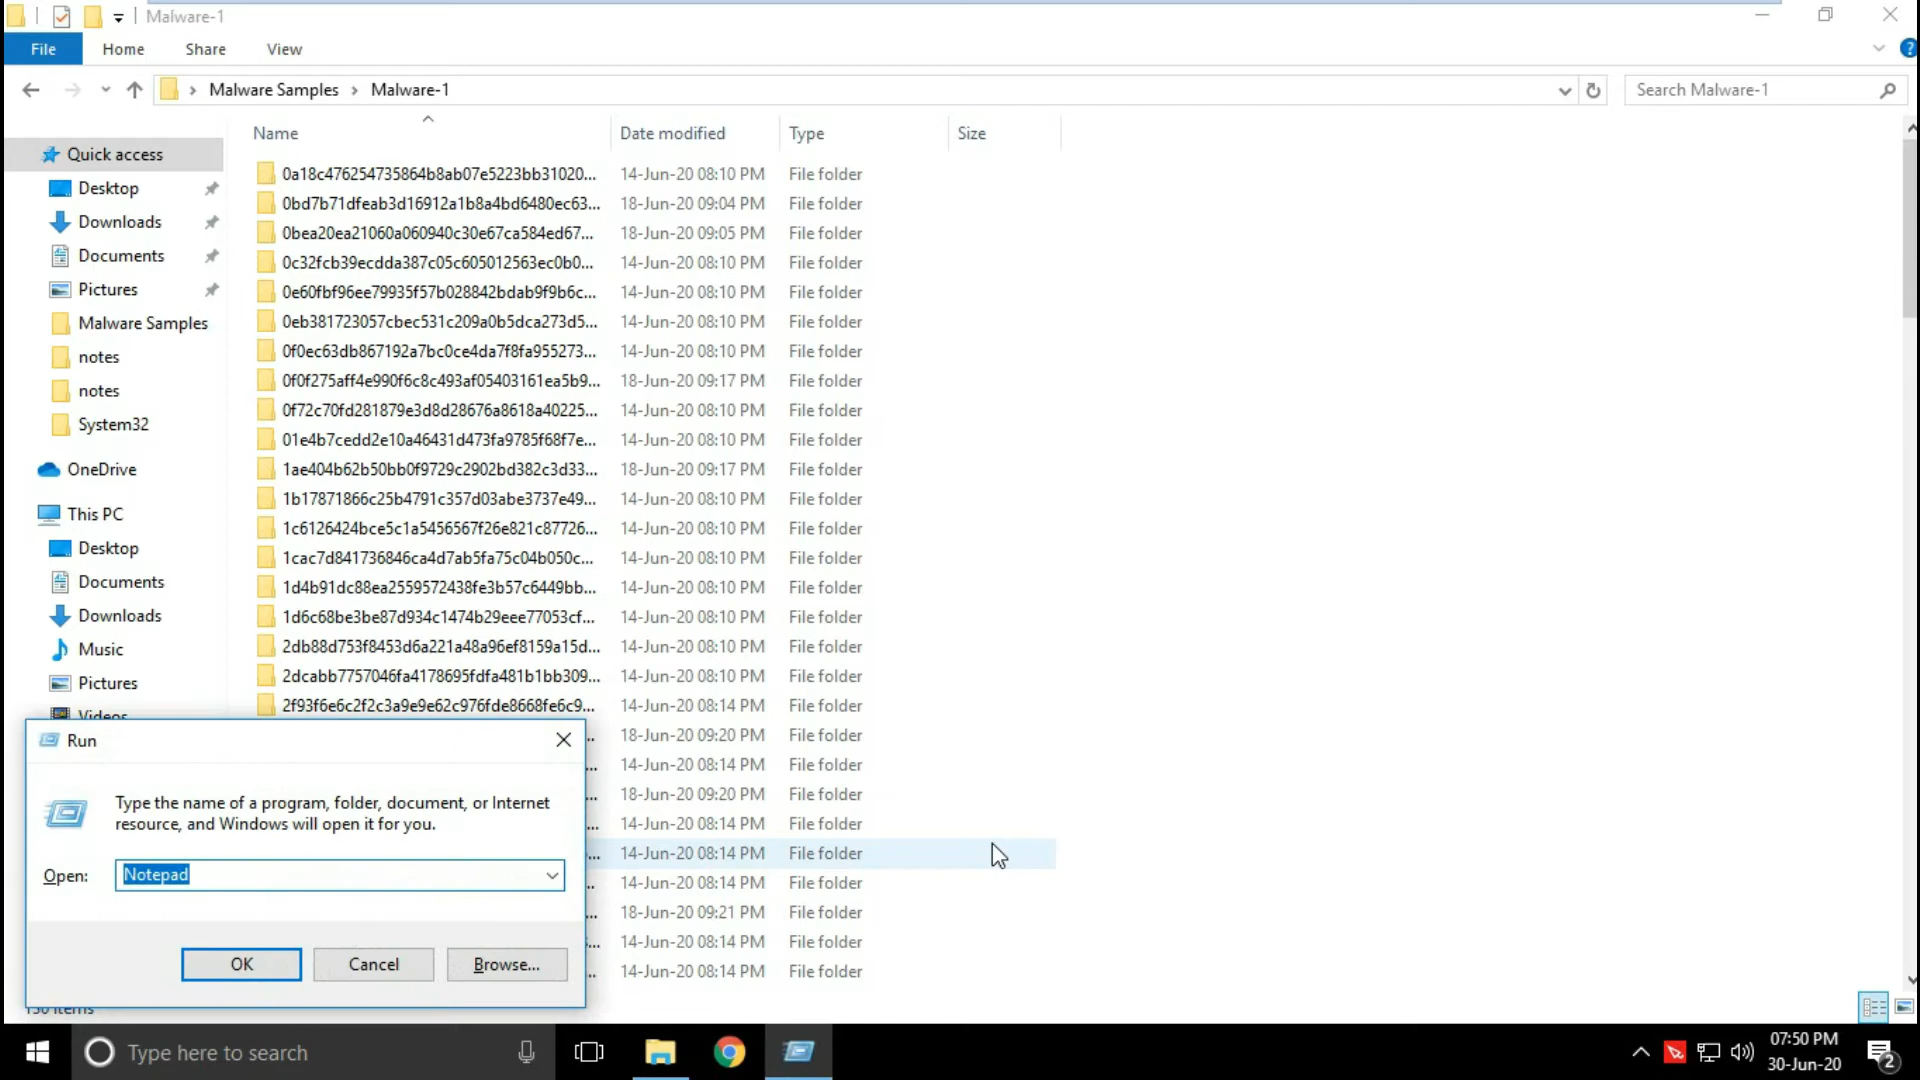 Malware-1
File Home Share View
Malware Samples Malware-1
Search Malware-1
Name Date modified Type Size
Quick access
Desktop
Downloads
Documents
Pictures
Malware Samples
notes
notes
System32
OneDrive
This PC
Desktop
Documents
Downloads
Music
Pictures
Videos
0a18c476254735864b8ab07e5223bb31020... 14-Jun-20 08:10 PM File folder
0bd7b71dfeab3d16912a1b8a4bd6480ec63... 18-Jun-20 09:04 PM File folder
0bea20ea21060a060940c30e67ca584ed67... 18-Jun-20 09:05 PM File folder
0c32fcb39ecdda387c05c605012563ec0b0... 14-Jun-20 08:10 PM File folder
0e60fbf96ee79935f57b028842bdab9f9b6c... 14-Jun-20 08:10 PM File folder
0eb381723057cbec531c209a0b5dca273d5... 14-Jun-20 08:10 PM File folder
0f0ec63db867192a7bc0ce4da7f8fa955273... 14-Jun-20 08:10 PM File folder
0f0f275aff4e990f6c8c493af05403161ea5b9... 18-Jun-20 09:17 PM File folder
0f72c70fd281879e3d8d28676a8618a40225... 14-Jun-20 08:10 PM File folder
01e4b7cedd2e10a46431d473fa9785f68f7e... 14-Jun-20 08:10 PM File folder
1ae404b62b50bb0f9729c2902bd382c3d33... 18-Jun-20 09:17 PM File folder
1b17871866c25b4791c357d03abe3737e49... 14-Jun-20 08:10 PM File folder
1c6126424bce5c1a5456567f26e821c87726... 14-Jun-20 08:10 PM File folder
1cac7d841736846ca4d7ab5fa75c04b050c... 14-Jun-20 08:10 PM File folder
1d4b91dc88ea2559572438fe3b57c6449bb... 14-Jun-20 08:10 PM File folder
1d6c68be3be87d934c1474b29eee77053cf... 14-Jun-20 08:10 PM File folder
2db88d753f8453d6a221a48a96ef8159a15d... 14-Jun-20 08:10 PM File folder
2dcabb7757046fa4178695fdfa481b1bb309... 14-Jun-20 08:10 PM File folder
2f93f6e6c2f2c3a9e9e62c976fde8668fe6c9... 14-Jun-20 08:14 PM File folder
... 18-Jun-20 09:20 PM File folder
... 14-Jun-20 08:14 PM File folder
... 18-Jun-20 09:20 PM File folder
... 14-Jun-20 08:14 PM File folder
... 14-Jun-20 08:14 PM File folder
... 14-Jun-20 08:14 PM File folder
... 18-Jun-20 09:21 PM File folder
... 14-Jun-20 08:14 PM File folder
... 14-Jun-20 08:14 PM File folder
Run
Type the name of a program, folder, document, or Internet
resource, and Windows will open it for you.
Open: Notepad
OK Cancel Browse...
items
Type here to search
07:50 PM
30-Jun-20
2